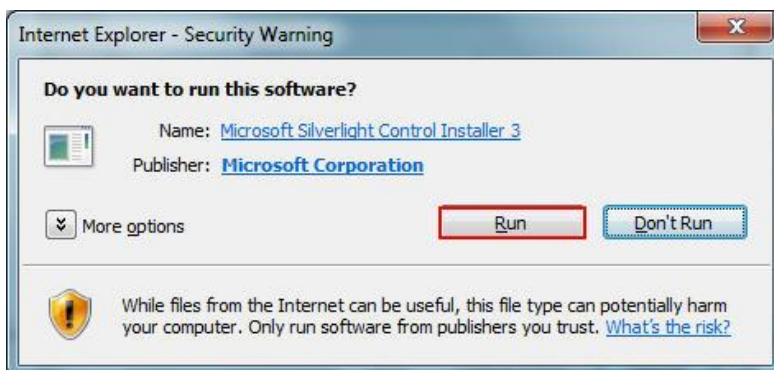 Internet Explorer - Security Warning
Do you want to run this software?
Name: Microsoft Silverlight Control Installer 3
Publisher: Microsoft Corporation
More options
Run
Don't Run
While files from the Internet can be useful, this file type can potentially harm
your computer. Only run software from publishers you trust. What's the risk?